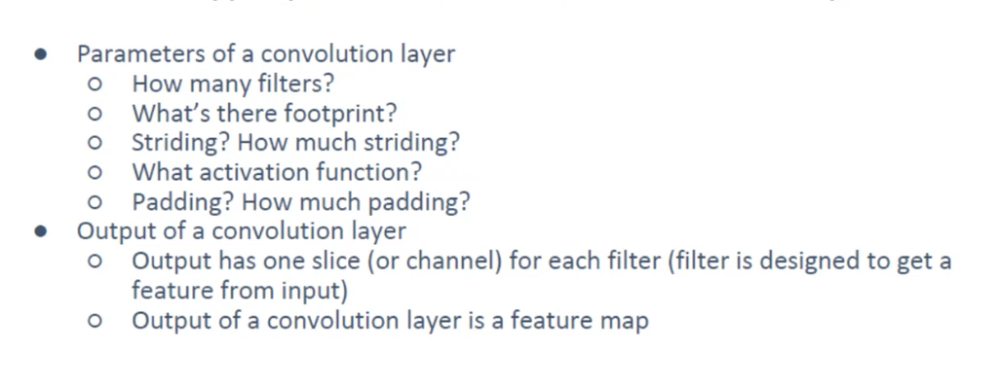 ● Parameters of a convolution layer
○ How many filters?
○ What's there footprint?
○ Striding? How much striding?
○ What activation function?
○ Padding? How much padding?
● Output of a convolution layer
○ Output has one slice (or channel) for each filter (filter is designed to get a
feature from input)
○ Output of a convolution layer is a feature map